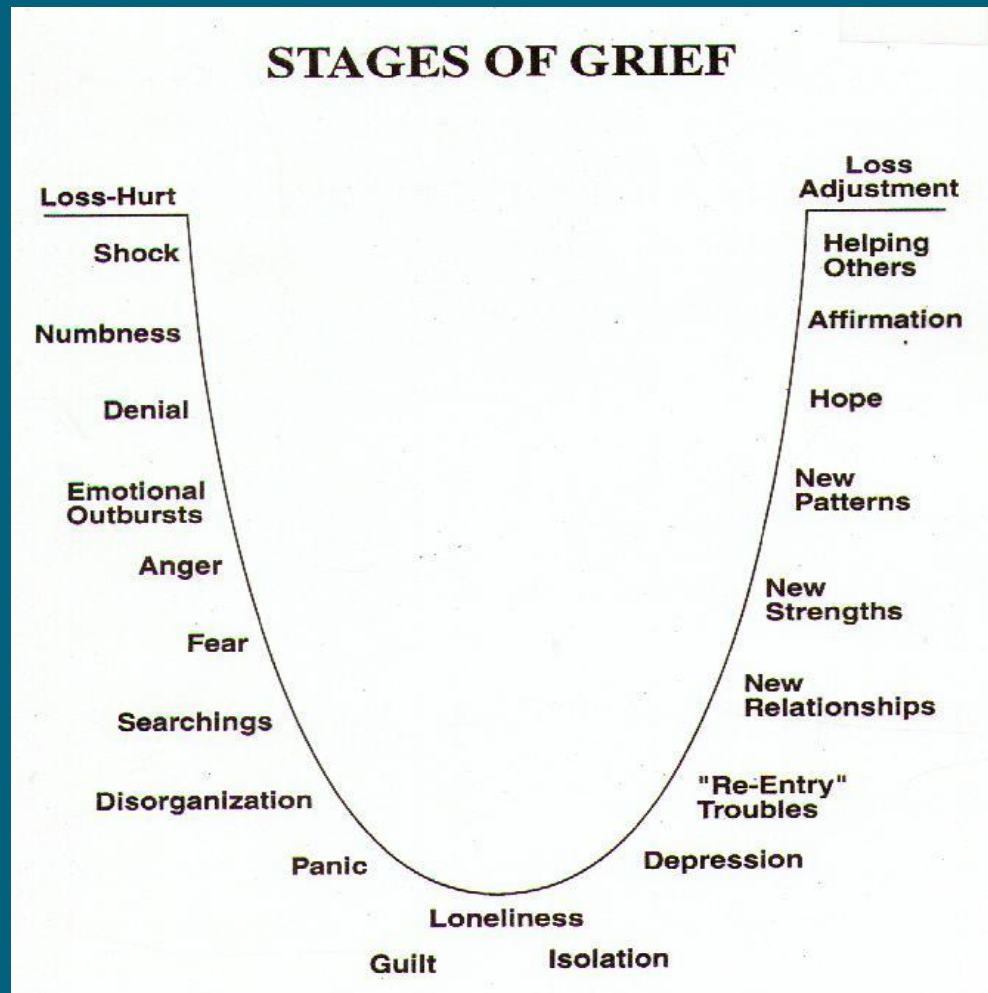 STAGES OF GRIEF
Loss-Hurt
Shock
Numbness
Denial
Emotional
Outbursts
Anger
Fear
Searchings
Disorganization
Panic
Guilt
Loneliness
Isolation
Depression
"Re-Entry"
Troubles
New
Relationships
New
Strengths
New
Patterns
Hope
Affirmation
Helping
Others
Loss
Adjustment